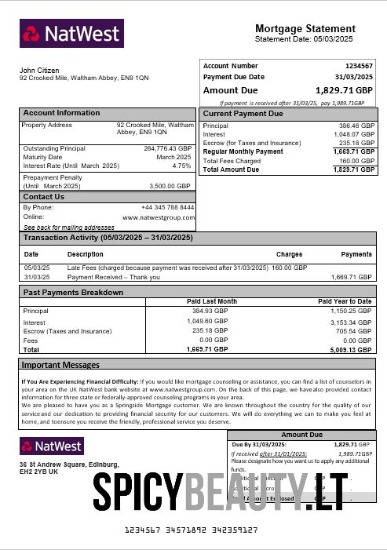 NatWest
Mortgage Statement
Statement Date: 05/03/2025
John Citizen
92 Crooked Mile, Waltham Abbey, EN9 1QN
Account Number 1234567
Payment Due Date 31/03/2025
Amount Due 1,829.71 GBP
If payment is received after 31/03/25, pay 1,989.71GBP
Account Information
Property Address 92 Crooked Mile, Waltham
Abbey, EN9 1QN
Outstanding Principal 264,776.43 GBP
Maturity Date March 2025
Interest Rate (Until March 2025) 4.75%
Prepayment Penalty
(Until March 2025) 3,500.00 GBP
Contact Us
By Phone: +44 345 788 8444
Online: www.natwestgroup.com
See back for mailing addresses
Current Payment Due
Principal 386.46 GBP
Interest 1,048.07 GBP
Escrow (for Taxes and Insurance) 235.18 GBP
Regular Monthly Payment 1,669.71 GBP
Total Fees Charged 160.00 GBP
Total Amount Due 1,829.71 GBP
Transaction Activity (05/03/2025 – 31/03/2025)
Date Description Charges Payments
05/03/25 Late Fees (charged because payment was received after 31/03/2025) 160.00 GBP
31/03/25 Payment Received – Thank you 1,669.71 GBP
Past Payments Breakdown
Paid Last Month Paid Year to Date
Principal 384.93 GBP 1,150.25 GBP
Interest 1,049.60 GBP 3,153.34 GBP
Escrow (Taxes and Insurance) 235.18 GBP 705.54 GBP
Fees 0.00 GBP 0.00 GBP
Total 1,669.71 GBP 5,009.13 GBP
Important Messages
If You Are Experiencing Financial Difficulty: If you would like mortgage counseling or assistance, you can find a list of counselors in
your area on the UK NatWest bank website at www.natwestgroup.com. On the back of this page, we have also provided contact
information for three state or federally-approved counseling programs in your area.
We are pleased to have you as a Springside Mortgage customer. We are known throughout the country for the quality of our
service and our dedication to providing financial security for our customers. We will do everything we can to make you feel at
home, and to ensure you receive the friendly, professional service you deserve.
NatWest
36 St Andrew Square, Edinburg,
EH2 2YB UK
Amount Due
Due By 31/03/2025: 1,829.71 GBP
If received after 31/01/2025: 1,989.71GBP
Please designate how you want us to apply any additional
funds.
SPICYBEAUTY.LT
1234567 34571892 342359127